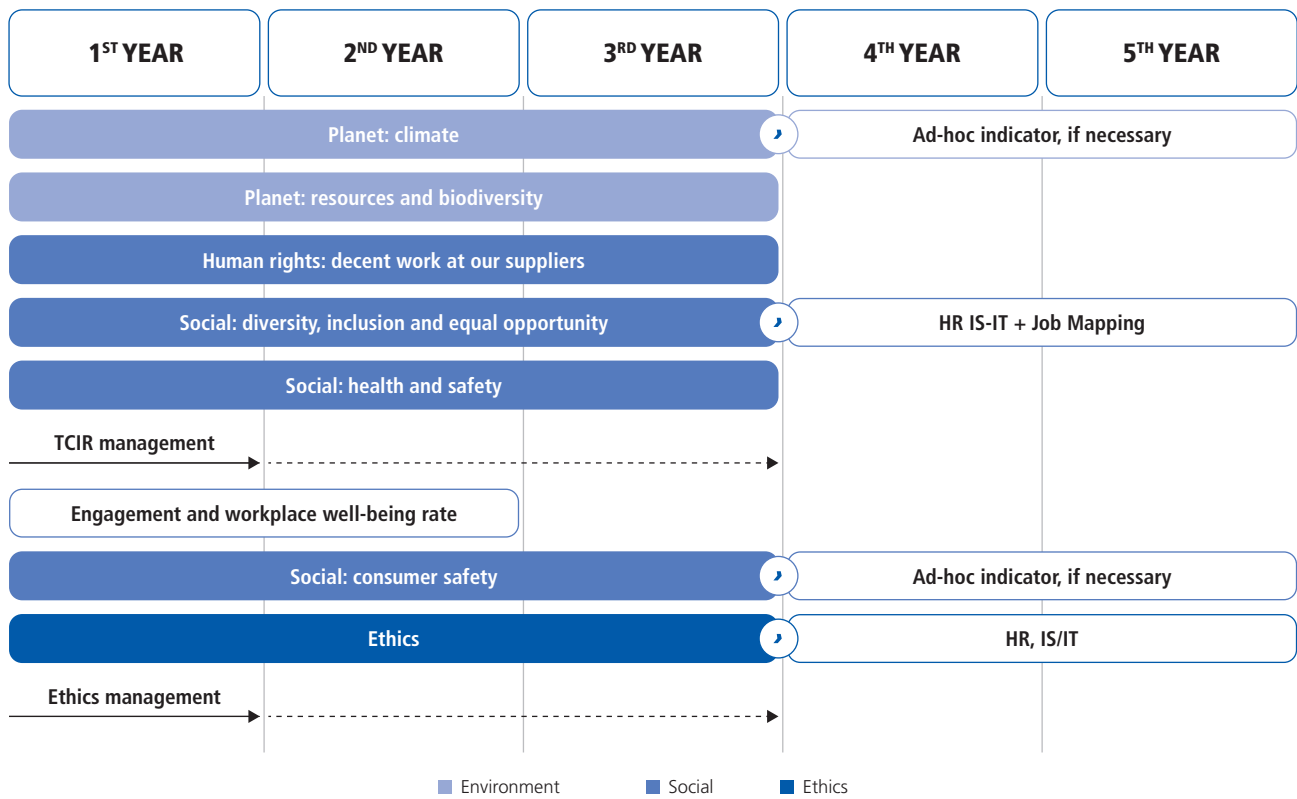 1ST YEAR
2ND YEAR
3RD YEAR
4TH YEAR
5TH YEAR
Planet: climate
Ad-hoc indicator, if necessary
Planet: resources and biodiversity
Human rights: decent work at our suppliers
Social: diversity, inclusion and equal opportunity
HR IS-IT + Job Mapping
Social: health and safety
TCIR management
Engagement and workplace well-being rate
Social: consumer safety
Ad-hoc indicator, if necessary
Ethics
HR, IS/IT
Ethics management
Environment
Social
Ethics